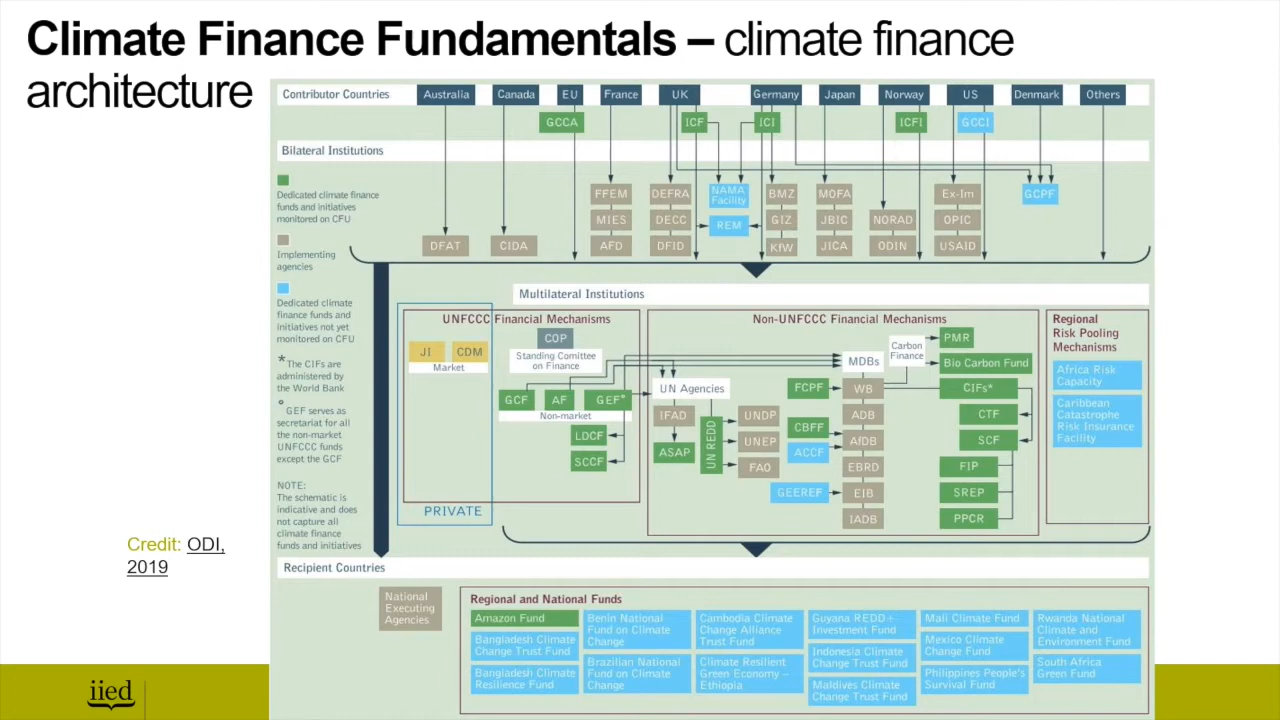 Climate Finance Fundamentals – climate finance
architecture
Contributor Countries
Australia
Canada
EU
France
UK
Germany
Japan
Norway
US
Denmark
Others
GCCA
ICF
ICI
ICFI
GCCI
Bilateral Institutions
Dedicated climate finance
funds and initiatives
monitored on CFU
Implementing
agencies
Dedicated climate
finance funds and
initiatives not yet
monitored on CFU
*The CIFs are
administered by
the World Bank
° GEF serves as
secretariat for all
the non-market
UNFCCC funds
except the GCF
NOTE:
The schematic is
indicative and does
not capture all
climate finance
funds and initiatives
FFEM
MIES
AFD
DEFRA
DECC
DFID
NAMA
Facility
REM
BMZ
GIZ
KfW
MOFA
JBIC
JICA
NORAD
ODIN
Ex-Im
OPIC
USAID
GCPF
DFAT
CIDA
Multilateral Institutions
UNFCCC Financial Mechanisms
JI
CDM
Market
COP
Standing Comittee
on Finance
GCF
AF
GEF°
Non-market
LDCF
SCCF
PRIVATE
Non-UNFCCC Financial Mechanisms
UN Agencies
IFAD
ASAP
UN REDD
UNDP
UNEP
FAO
MDBs
FCPF
CBFF
ACCF
GEEREF
WB
ADB
AfDB
EBRD
EIB
IADB
Carbon
Finance
PMR
Bio Carbon Fund
CIFs*
CTF
SCF
FIP
SREP
PPCR
Regional
Risk Pooling
Mechanisms
Africa Risk
Capacity
Caribbean
Catastrophe
Risk Insurance
Facility
Credit: ODI,
2019
Recipient Countries
National
Executing
Agencies
Regional and National Funds
Amazon Fund
Bangladesh Climate
Change Trust Fund
Bangladesh Climate
Resilience Fund
Benin National
Fund on Climate
Change
Brazilian National
Fund on Climate
Change
Cambodia Climate
Change Alliance
Trust Fund
Climate Resilient
Green Economy –
Ethiopia
Guyana REDD+
Investment Fund
Indonesia Climate
Change Trust Fund
Maldives Climate
Change Trust Fund
Mali Climate Fund
Mexico Climate
Change Fund
Philippines People's
Survival Fund
Rwanda National
Climate and
Environment Fund
South Africa
Green Fund
iied